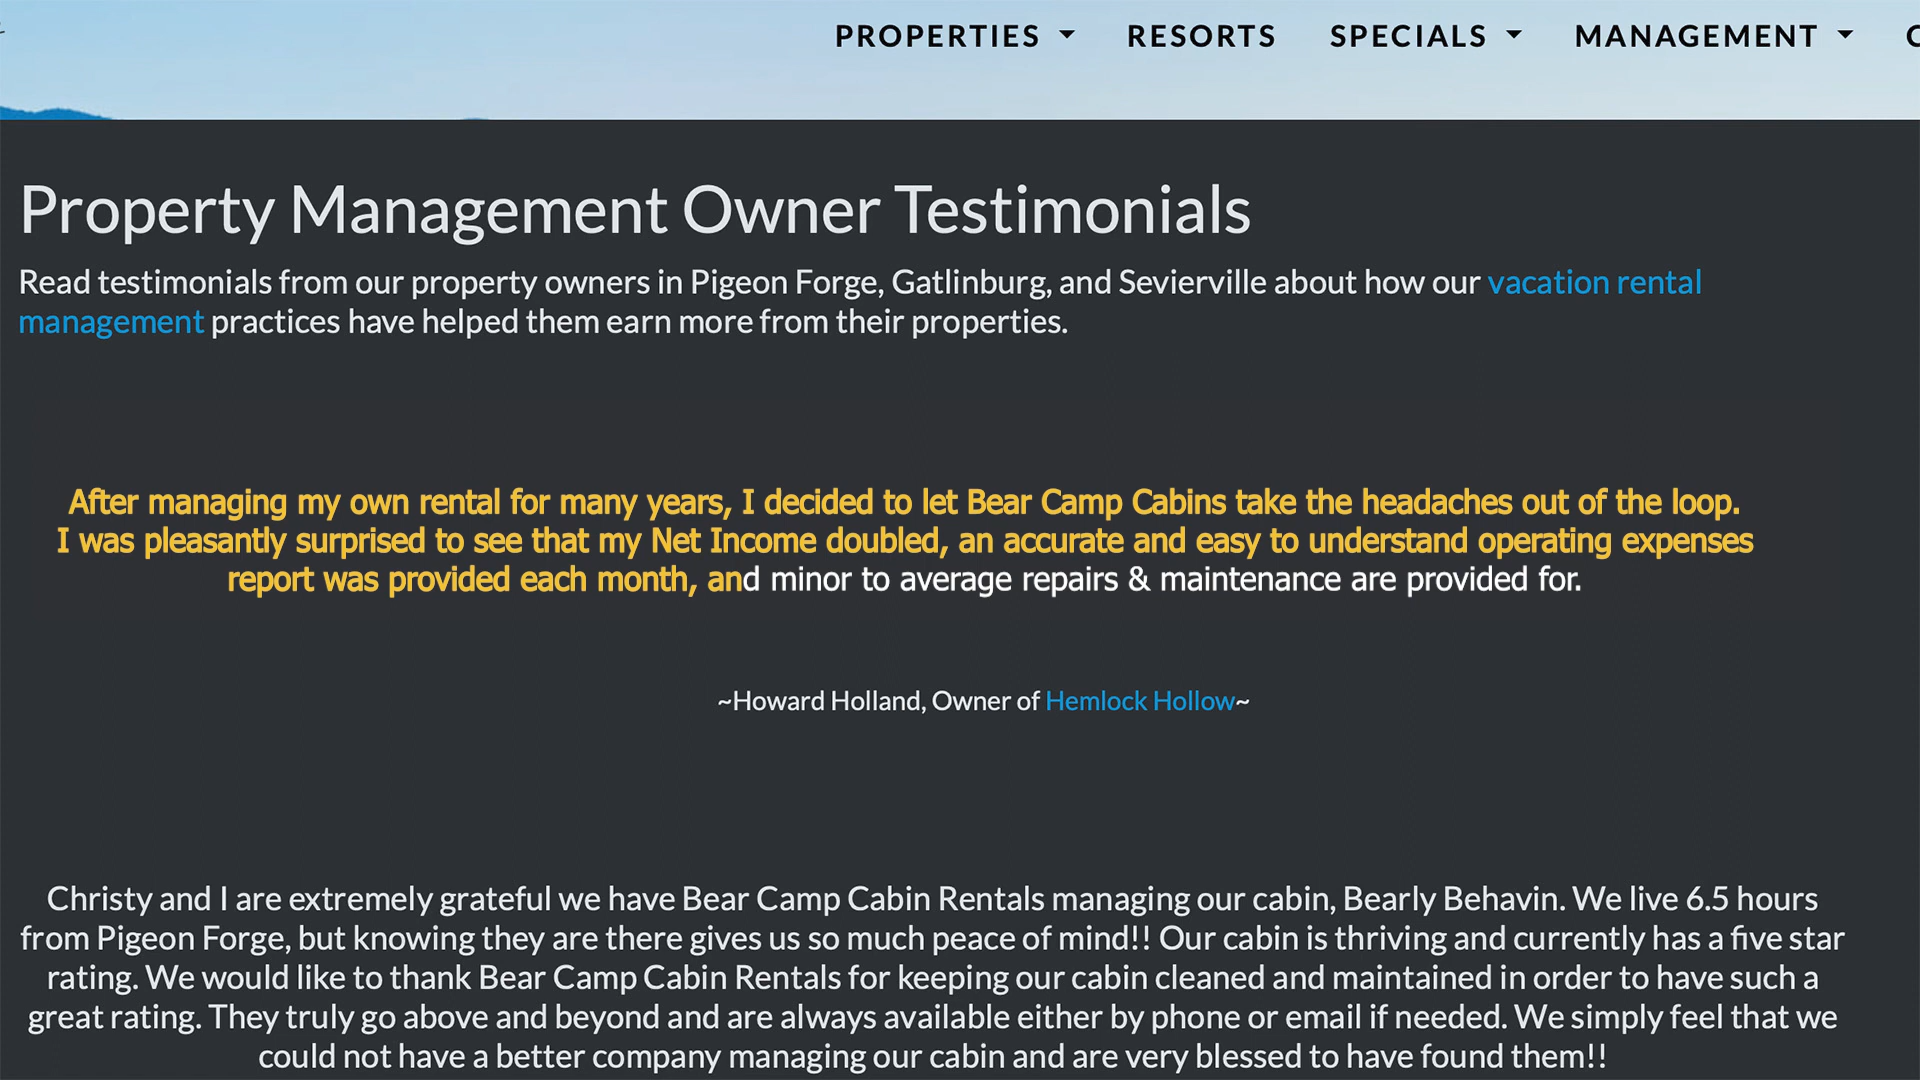 PROPERTIES RESORTS SPECIALS MANAGEMENT
Property Management Owner Testimonials
Read testimonials from our property owners in Pigeon Forge, Gatlinburg, and Sevierville about how our vacation rental
management practices have helped them earn more from their properties.
After managing my own rental for many years, I decided to let Bear Camp Cabins take the headaches out of the loop.
I was pleasantly surprised to see that my Net Income doubled, an accurate and easy to understand operating expenses
report was provided each month, and minor to average repairs & maintenance are provided for.
~Howard Holland, Owner of Hemlock Hollow~
Christy and I are extremely grateful we have Bear Camp Cabin Rentals managing our cabin, Bearly Behavin. We live 6.5 hours
from Pigeon Forge, but knowing they are there gives us so much peace of mind!! Our cabin is thriving and currently has a five star
rating. We would like to thank Bear Camp Cabin Rentals for keeping our cabin cleaned and maintained in order to have such a
great rating. They truly go above and beyond and are always available either by phone or email if needed. We simply feel that we
could not have a better company managing our cabin and are very blessed to have found them!!